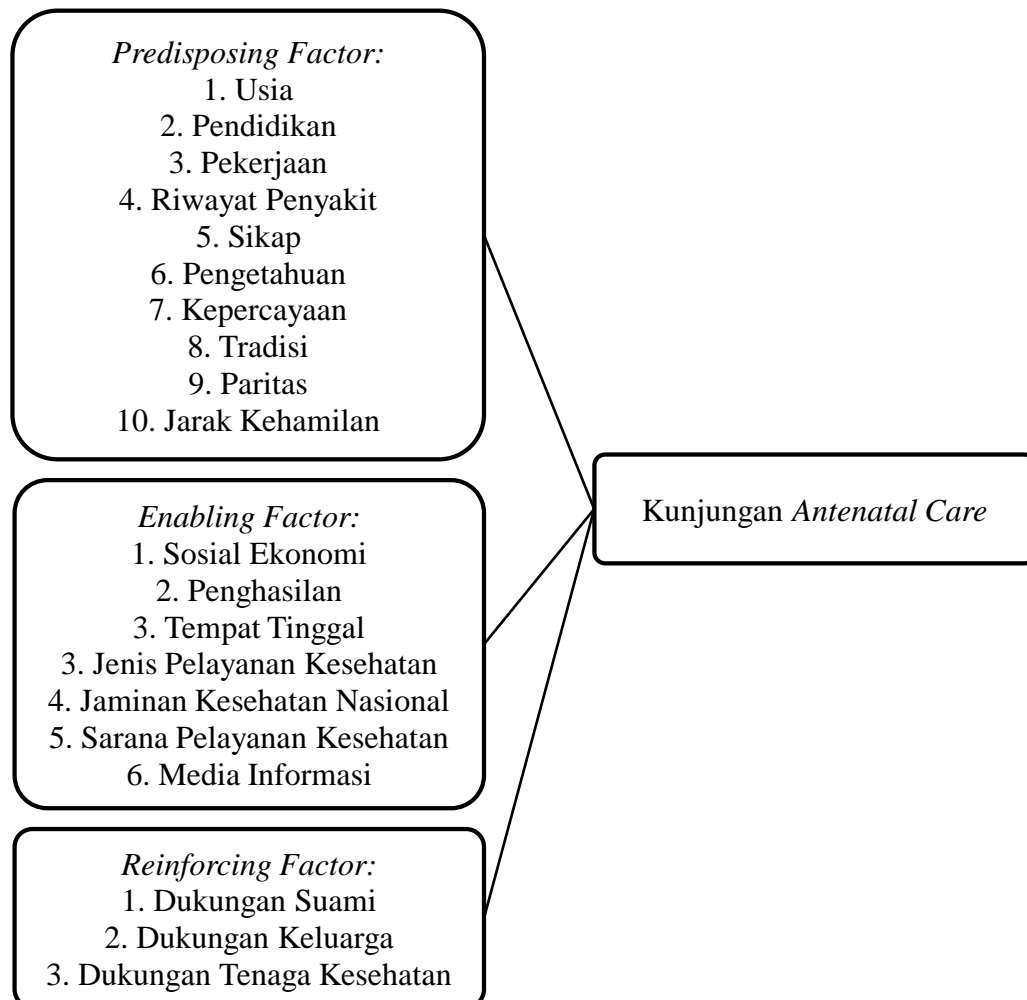 Predisposing Factor:
1. Usia
2. Pendidikan
3. Pekerjaan
4. Riwayat Penyakit
5. Sikap
6. Pengetahuan
7. Kepercayaan
8. Tradisi
9. Paritas
10. Jarak Kehamilan
Enabling Factor:
1. Sosial Ekonomi
2. Penghasilan
3. Tempat Tinggal
3. Jenis Pelayanan Kesehatan
4. Jaminan Kesehatan Nasional
5. Sarana Pelayanan Kesehatan
6. Media Informasi
Reinforcing Factor:
1. Dukungan Suami
2. Dukungan Keluarga
3. Dukungan Tenaga Kesehatan
Kunjungan Antenatal Care